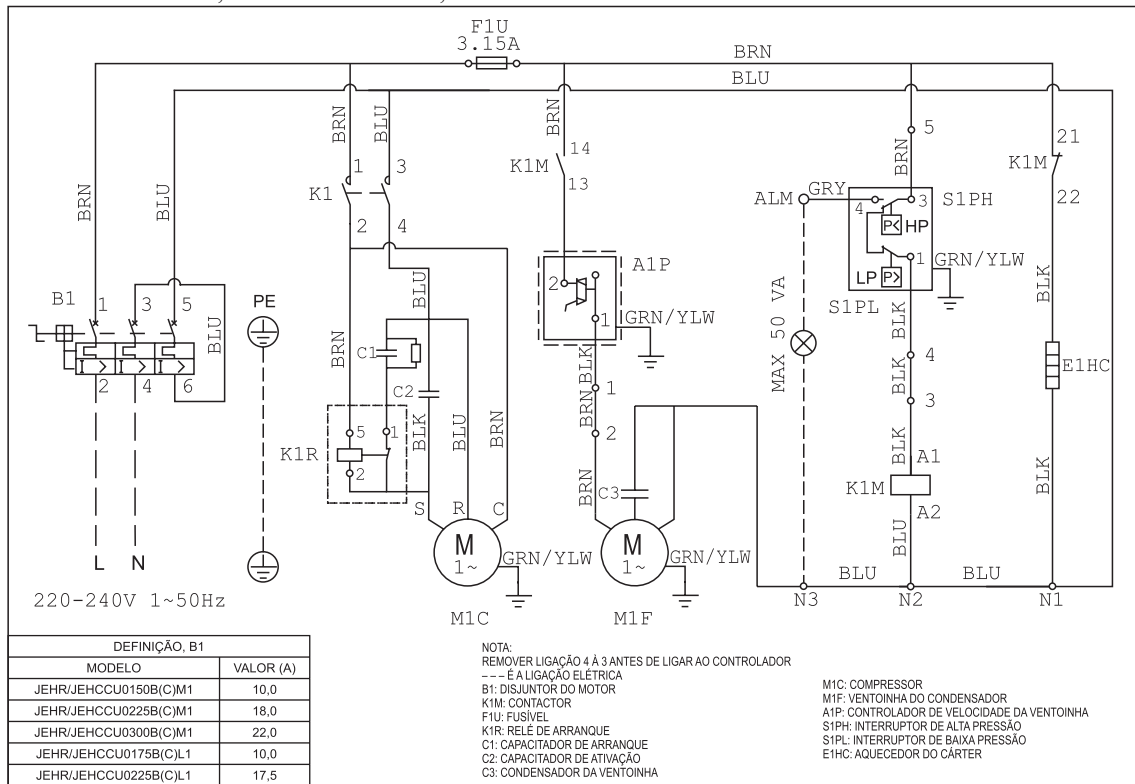 F1U
3.15A
BRN
BLU
BRN
BLU
BRN
BRN
BLU
BRN
5
BRN
21
K1M
22
14
K1M
13
1
3
K1
2
4
ALM
GRY
4
3
S1PH
P<
HP
LP
P>
1
GRN/YLW
S1PL
A1P
2
1
GRN/YLW
B1
1
3
5
BLU
2
4
6
PE
BLU
BRN
C1
C2
BLK
BLU
BRN
K1R
5
1
2
S
R
C
BLK
1
BRN
2
BRN
C3
MAX 50 VA
BLK
4
BLK
3
BLK
A1
K1M
A2
BLU
BLK
E1HC
BLK
M
1~
GRN/YLW
M1C
M
1~
GRN/YLW
M1F
BLU
BLU
N3
N2
N1
L
N
220-240V 1~50Hz
DEFINIÇÃO, B1
MODELO VALOR (A)
JEHR/JEHCCU0150B(C)M1 10,0
JEHR/JEHCCU0225B(C)M1 18,0
JEHR/JEHCCU0300B(C)M1 22,0
JEHR/JEHCCU0175B(C)L1 10,0
JEHR/JEHCCU0225B(C)L1 17,5
NOTA:
REMOVER LIGAÇÃO 4 À 3 ANTES DE LIGAR AO CONTROLADOR
--- É A LIGAÇÃO ELÉTRICA
B1: DISJUNTOR DO MOTOR
K1M: CONTACTOR
F1U: FUSÍVEL
K1R: RELÉ DE ARRANQUE
C1: CAPACITADOR DE ARRANQUE
C2: CAPACITADOR DE ATIVAÇÃO
C3: CONDENSADOR DA VENTOINHA
M1C: COMPRESSOR
M1F: VENTOINHA DO CONDENSADOR
A1P: CONTROLADOR DE VELOCIDADE DA VENTOINHA
S1PH: INTERRUPTOR DE ALTA PRESSÃO
S1PL: INTERRUPTOR DE BAIXA PRESSÃO
E1HC: AQUECEDOR DO CÁRTER